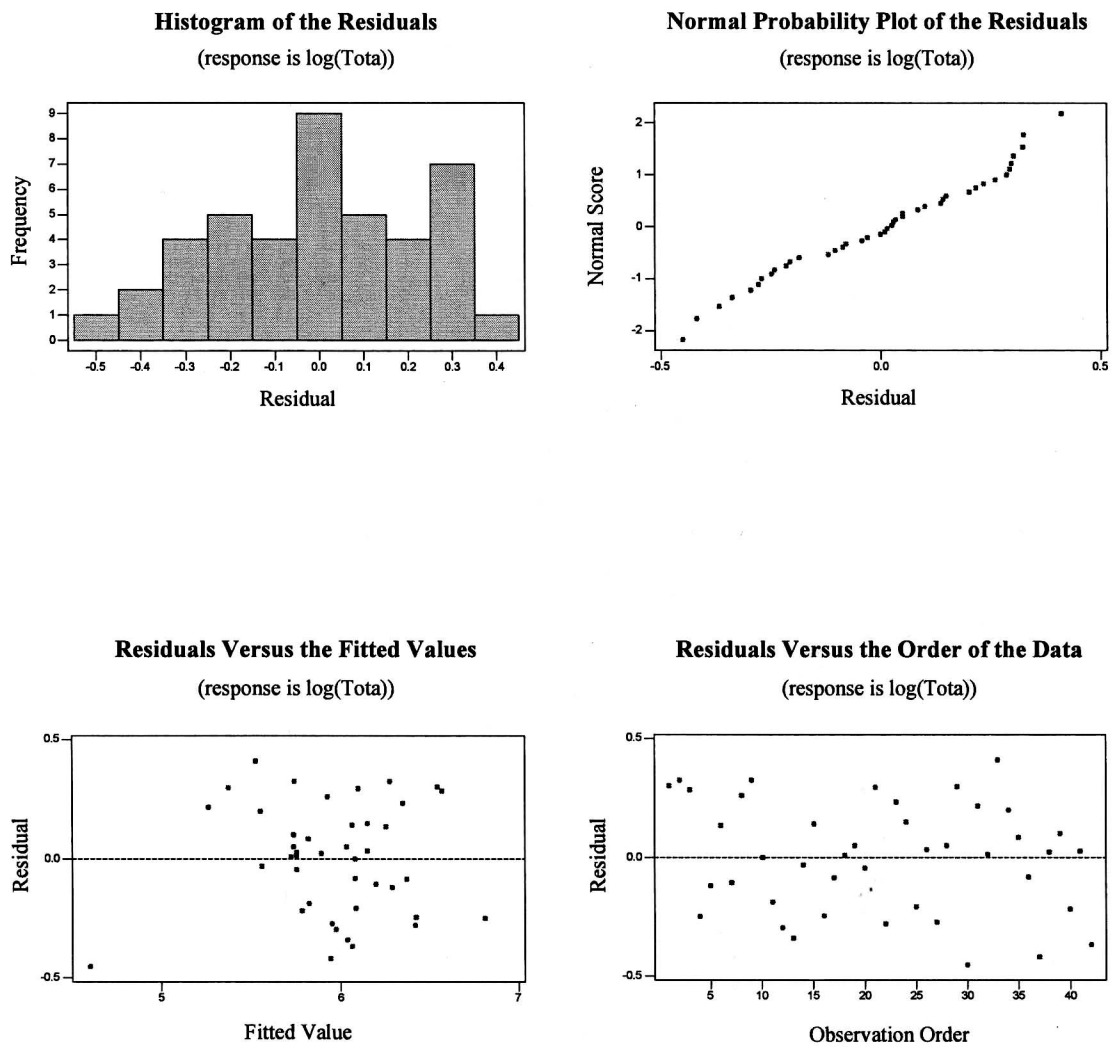 Histogram of the Residuals
(response is log(Tota))
9
8
7
6
5
4
3
2
1
0
Frequency
-0.5 -0.4 -0.3 -0.2 -0.1 0.0 0.1 0.2 0.3 0.4
Residual
Normal Probability Plot of the Residuals
(response is log(Tota))
2
1
0
-1
-2
Normal Score
-0.5 0.0 0.5
Residual
Residuals Versus the Fitted Values
(response is log(Tota))
0.5
0.0
-0.5
Residual
5 6 7
Fitted Value
Residuals Versus the Order of the Data
(response is log(Tota))
0.5
0.0
-0.5
Residual
5 10 15 20 25 30 35 40
Observation Order